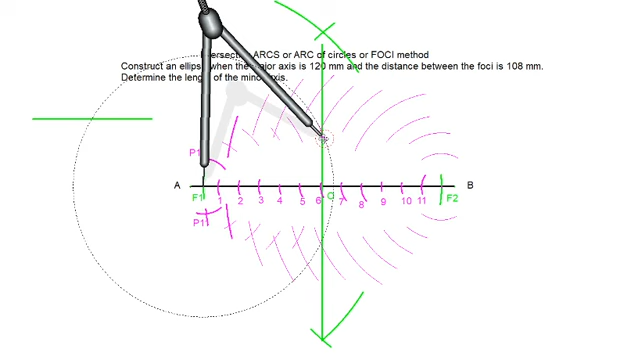 ARCS or ARC of circles or FOCI method
Construct an when the major axis is 120 mm and the distance between the foci is 108 mm.
Determine the length of the minor axis.
P1
A B
F1 1 2 3 4 5 6 O 7 8 9 10 11 F2
P1